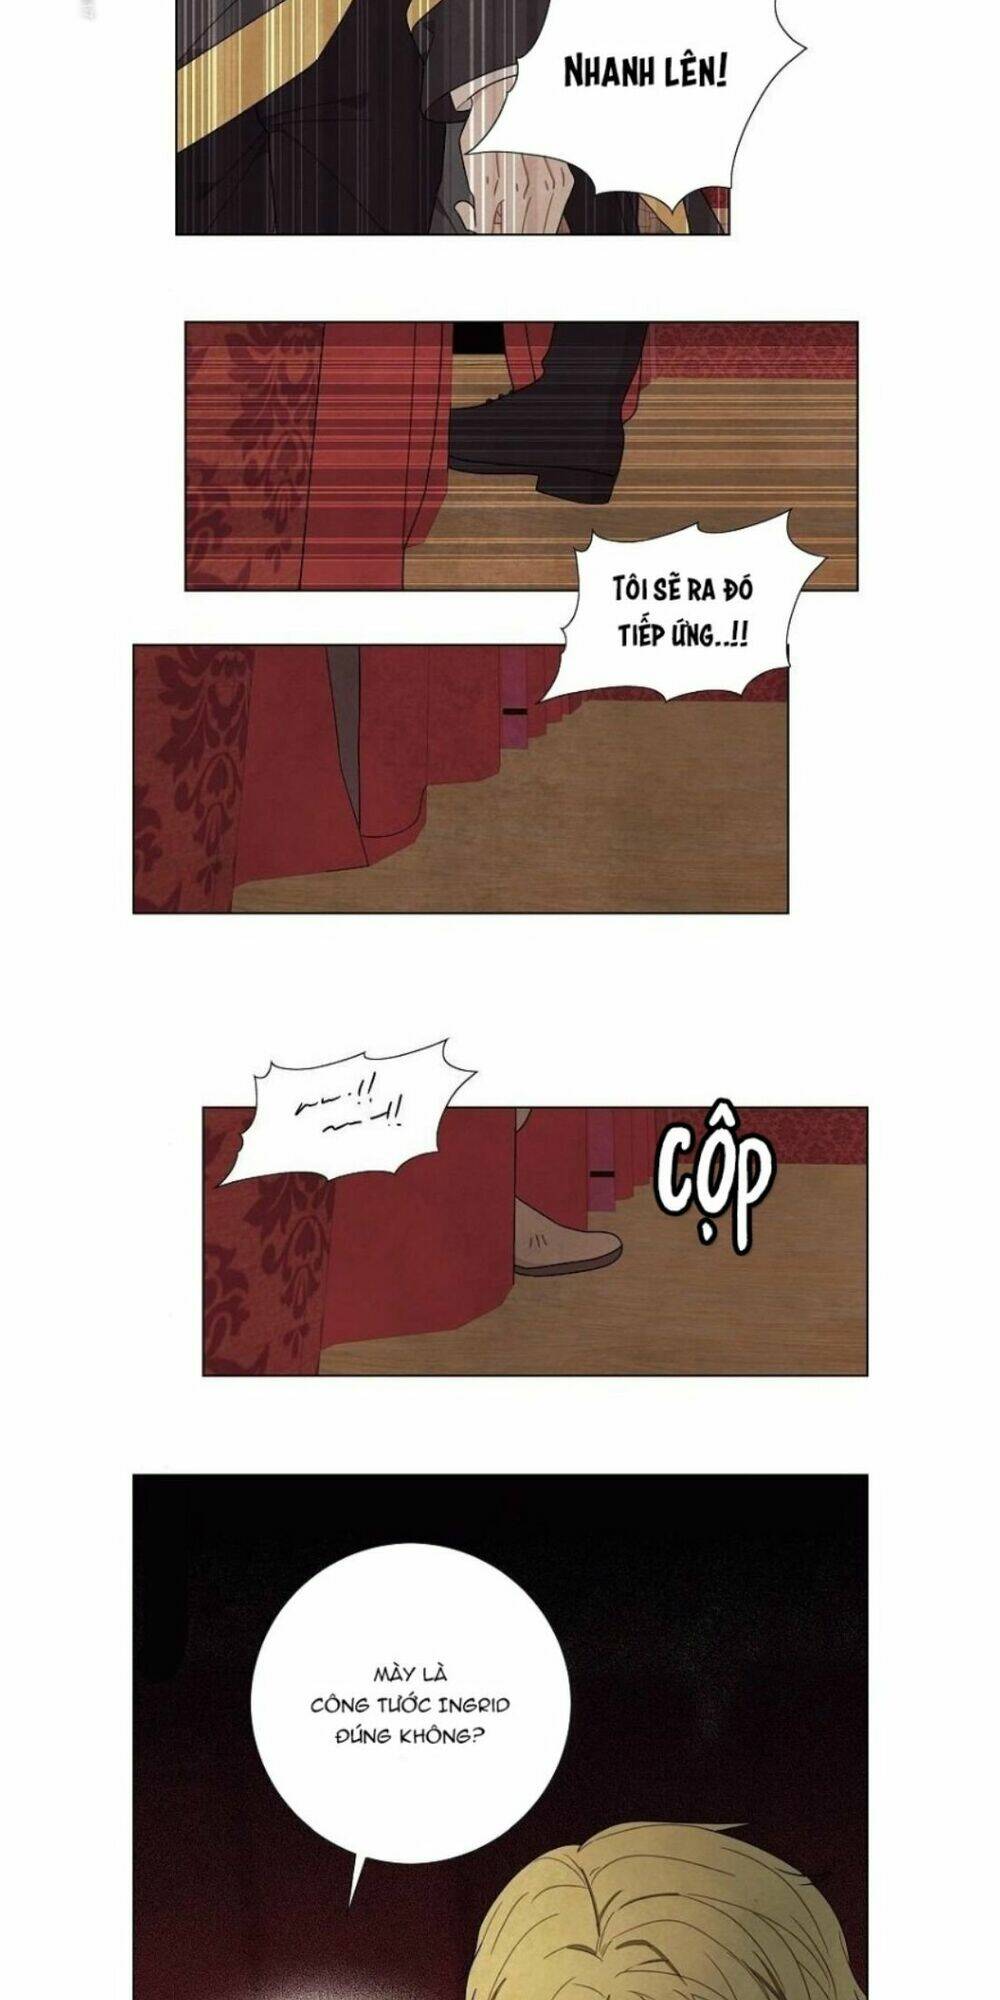 NHANH LÊN!
TÔI SẼ RA ĐÓ
TIẾP ỨNG..!!
CỘP
MÀY LÀ
CÔNG TƯỚC INGRID
ĐÚNG KHÔNG?